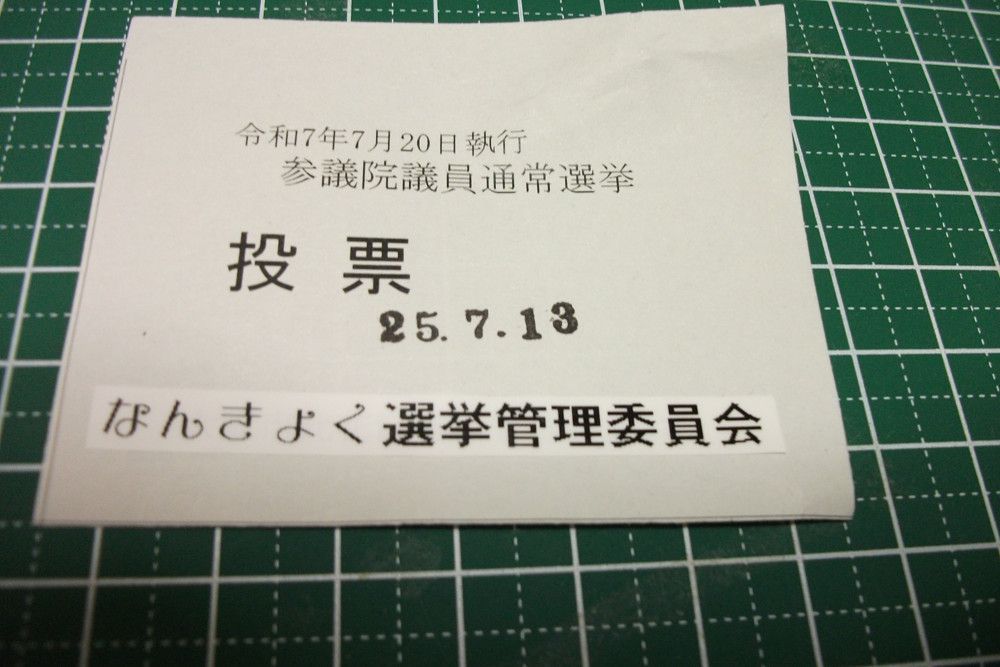 令和7年7月20日執行
参議院議員通常選挙
投票
25.7.13
なんきょく選挙管理委員会